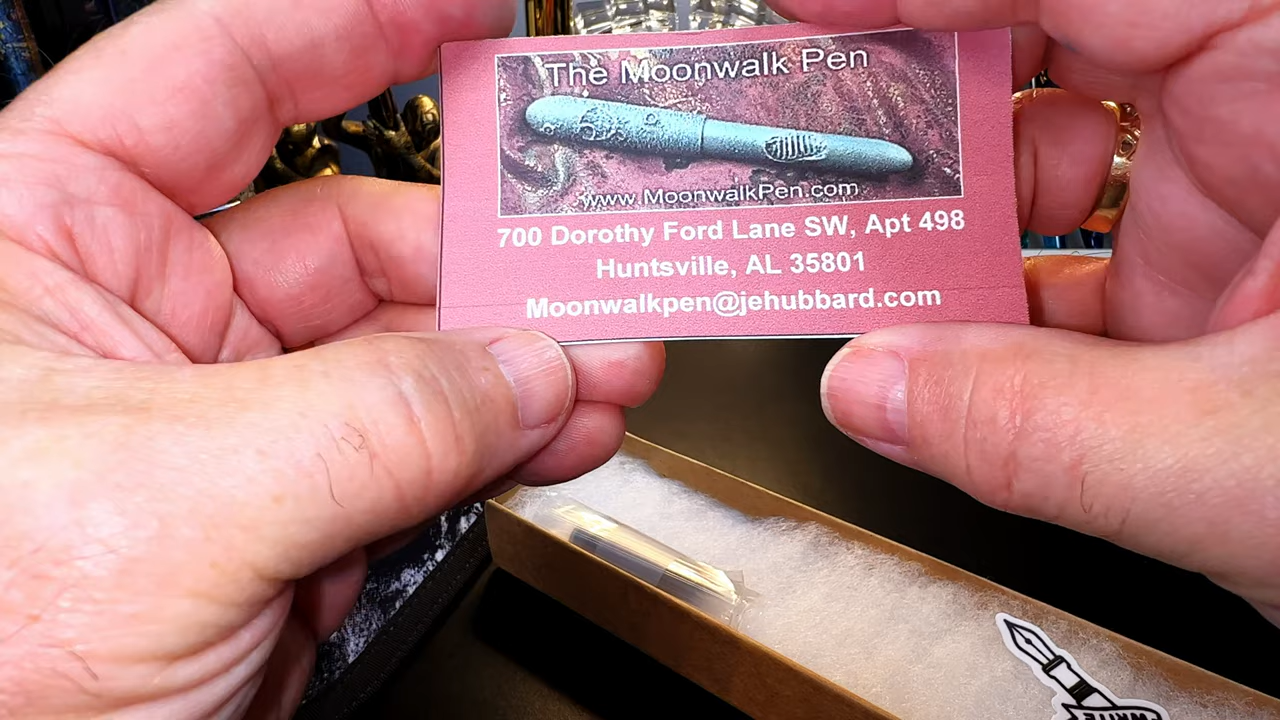 The Moonwalk Pen
www.MoonwalkPen.com
700 Dorothy Ford Lane SW, Apt 498
Huntsville, AL 35801
Moonwalkpen@jehubbard.com
WRITE